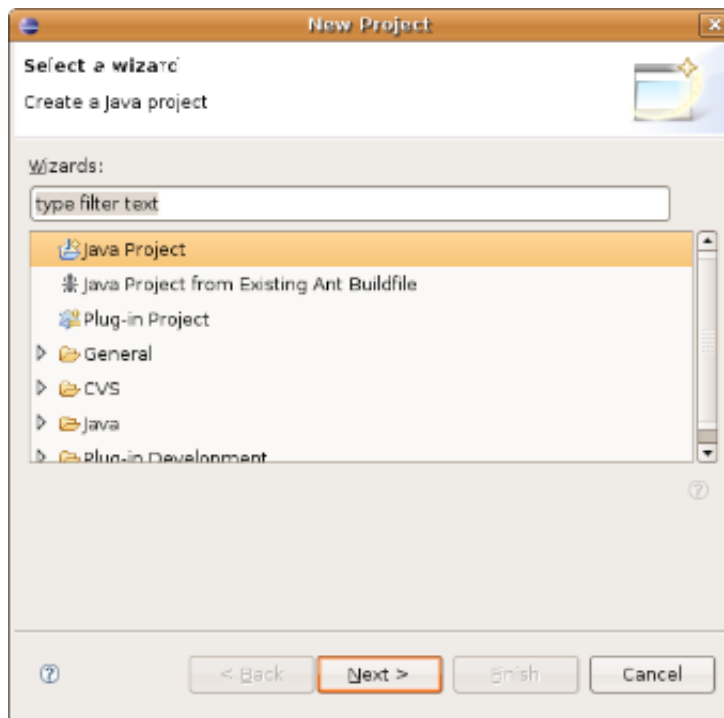 New Project
Select a wizard
Create a Java project
Wizards:
type filter text
Java Project
Java Project from Existing Ant Buildfile
Plug-in Project
General
CVS
Java
Plug-in Development
< Back
Next >
Finish
Cancel